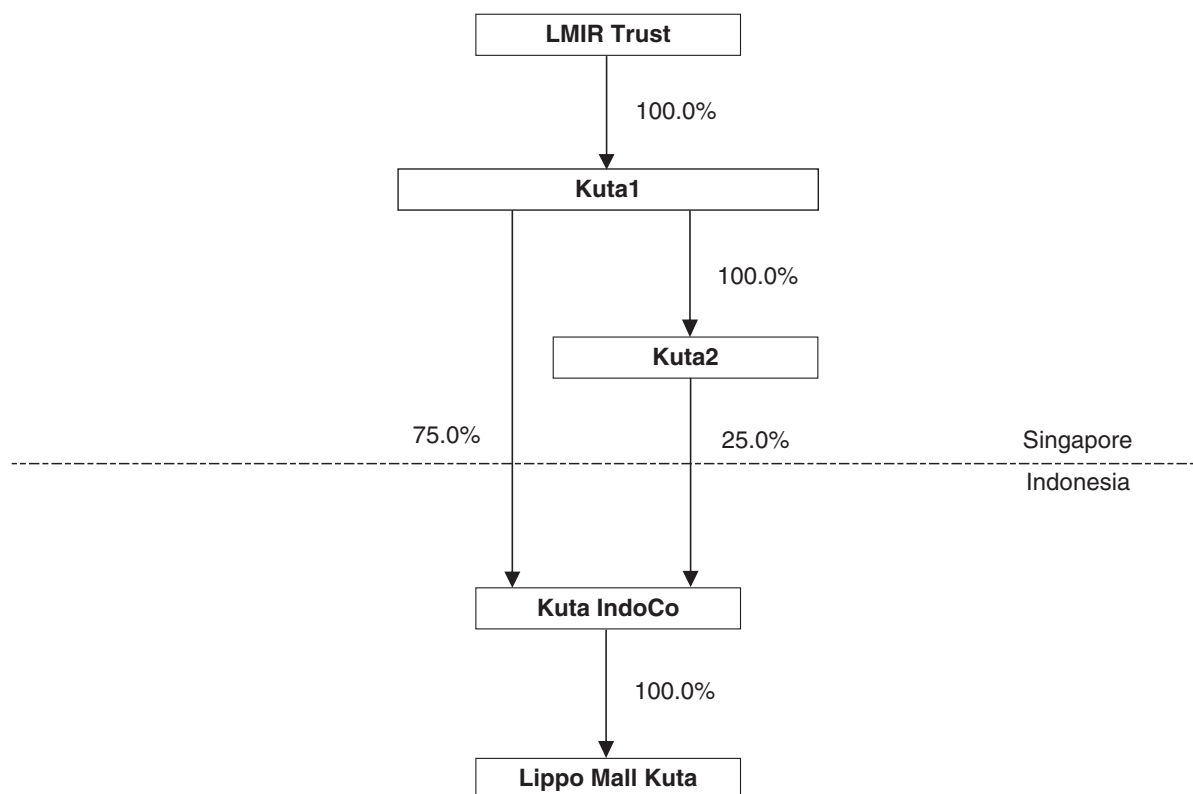 LMIR Trust
100.0%
Kuta1
100.0%
Kuta2
75.0%
25.0%
Singapore
Indonesia
Kuta IndoCo
100.0%
Lippo Mall Kuta